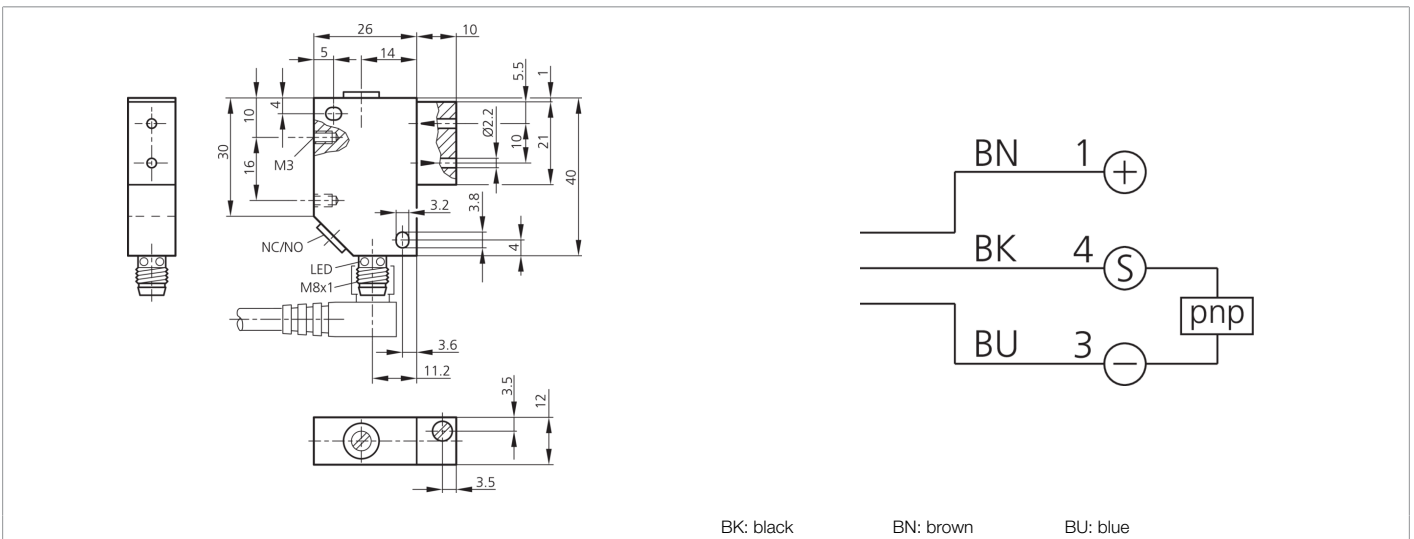 26
10
5
14
5.5
1
10
4
30
16
M3
Ø2.2
10
21
40
3.2
3.8
4
NC/NO
LED
M8x1
3.6
11.2
3.5
12
3.5
BN 1 +
BK 4 S
pnp
BU 3 −
BK: black BN: brown BU: blue